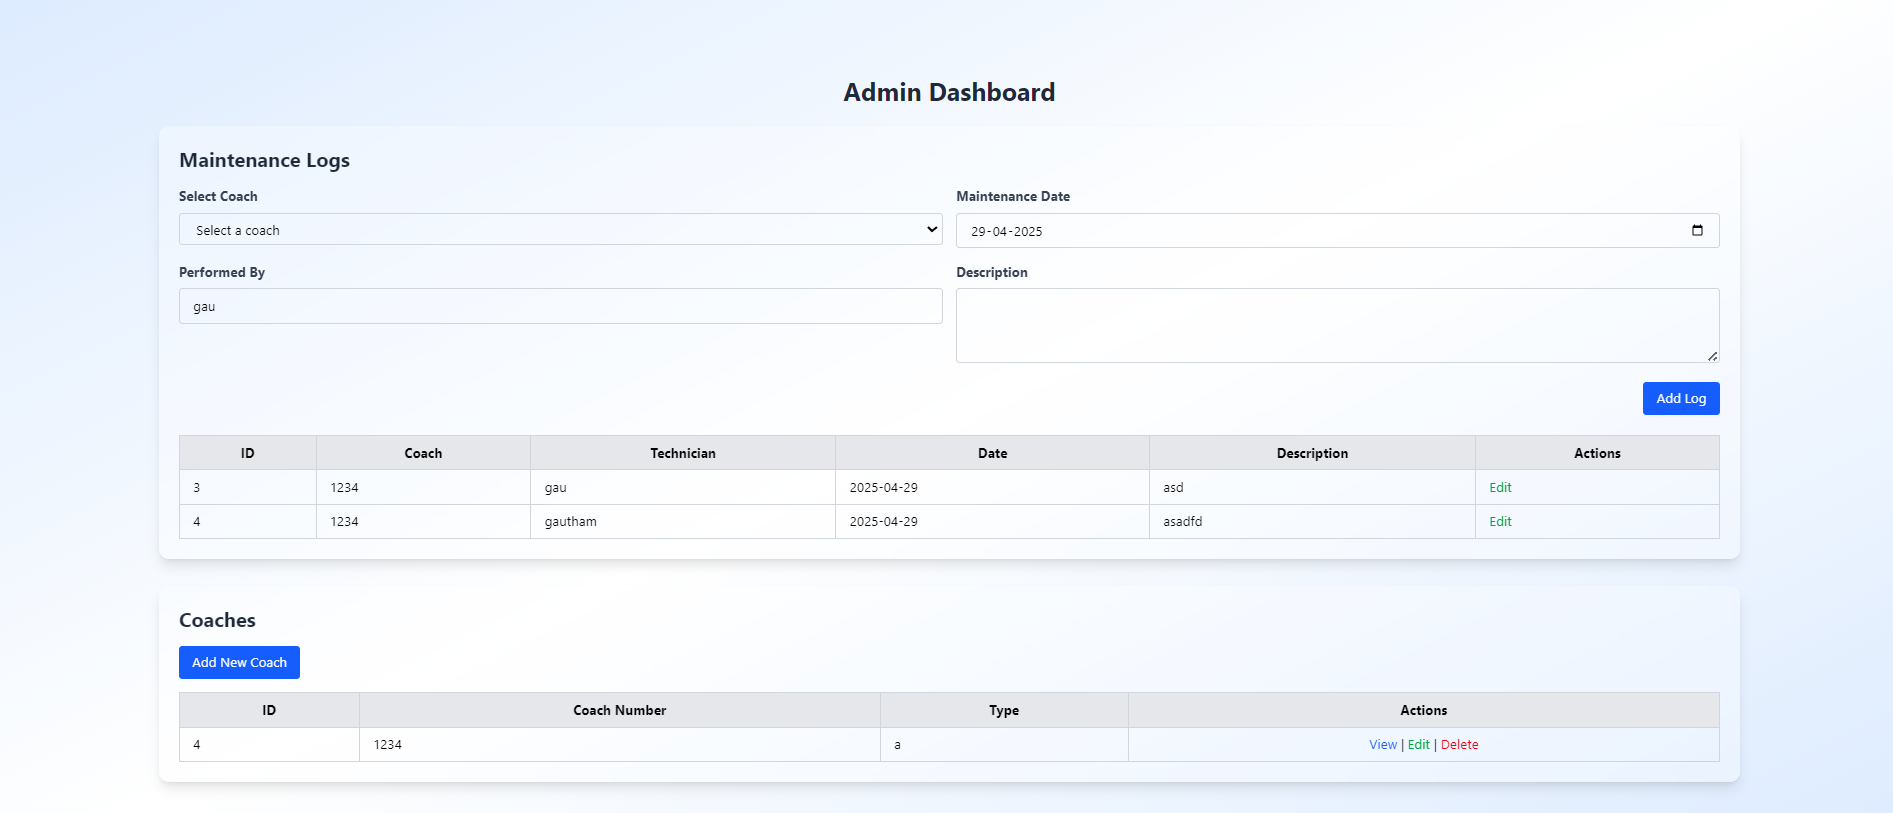 Admin Dashboard
Maintenance Logs
Select Coach Maintenance Date
Select a coach 29-04-2025
Performed By Description
gau
Add Log
ID Coach Technician Date Description Actions
3 1234 gau 2025-04-29 asd Edit
4 1234 gautham 2025-04-29 asadfd Edit
Coaches
Add New Coach
ID Coach Number Type Actions
4 1234 a View | Edit | Delete